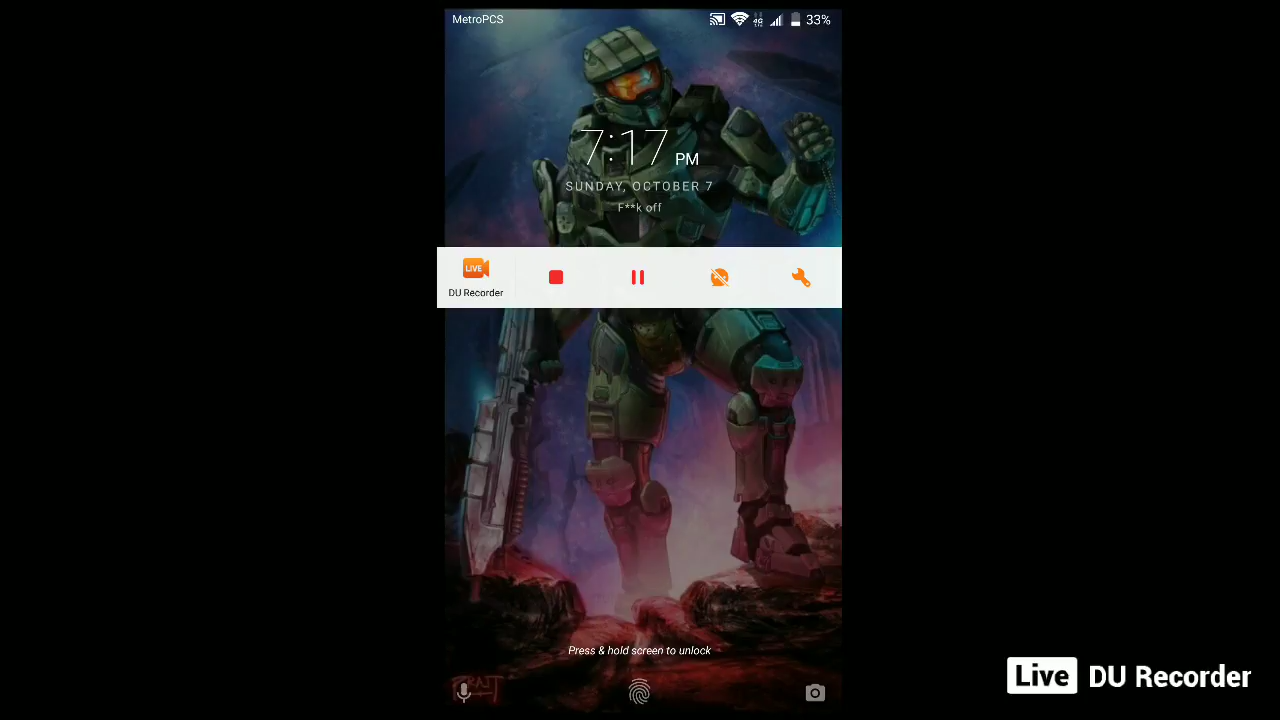 MetroPCS
33%
7:17 PM
SUNDAY, OCTOBER 7
F**k off
LIVE
DU Recorder
Press & hold screen to unlock
Live DU Recorder